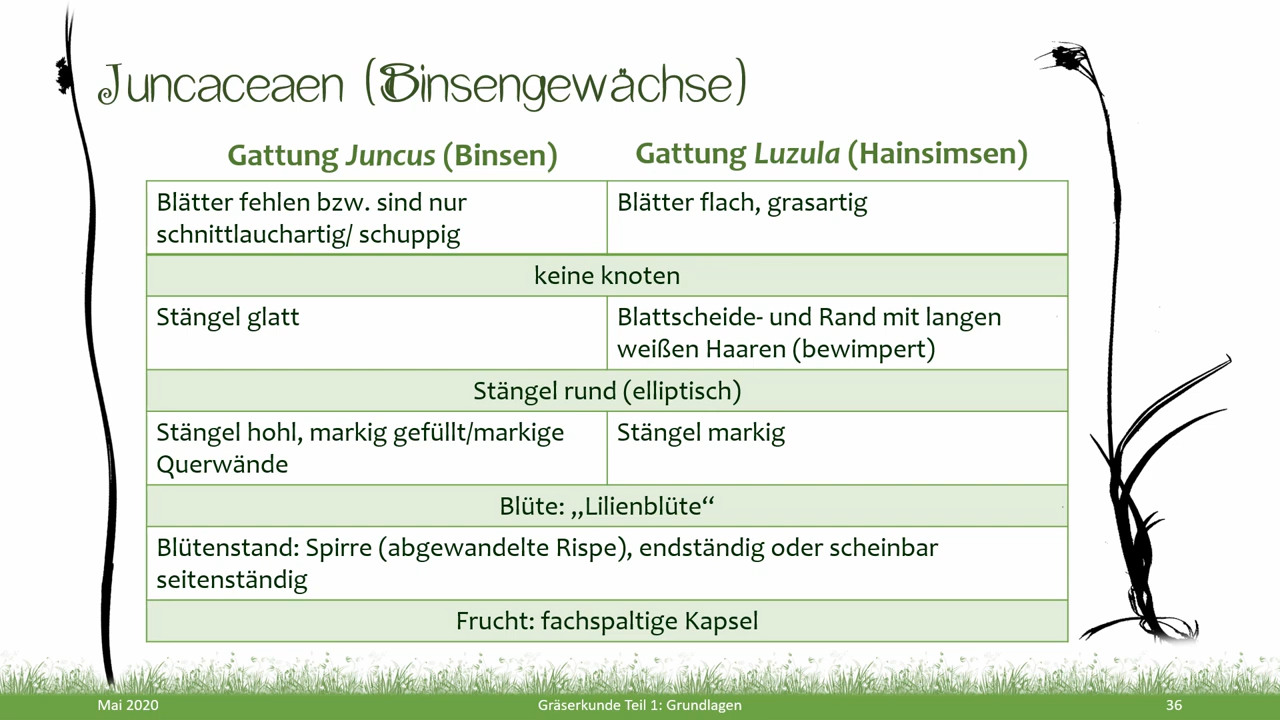 Juncaceaen (Binsengewächse)
Gattung Juncus (Binsen)
Gattung Luzula (Hainsimsen)
Blätter fehlen bzw. sind nur
schnittlauchartig/ schuppig
Blätter flach, grasartig
keine knoten
Stängel glatt
Blattscheide- und Rand mit langen
weißen Haaren (bewimpert)
Stängel rund (elliptisch)
Stängel hohl, markig gefüllt/markige
Querwände
Stängel markig
Blüte: „Lilienblüte“
Blütenstand: Spirre (abgewandelte Rispe), endständig oder scheinbar
seitenständig
Frucht: fachspaltige Kapsel
Mai 2020
Gräserkunde Teil 1: Grundlagen
36